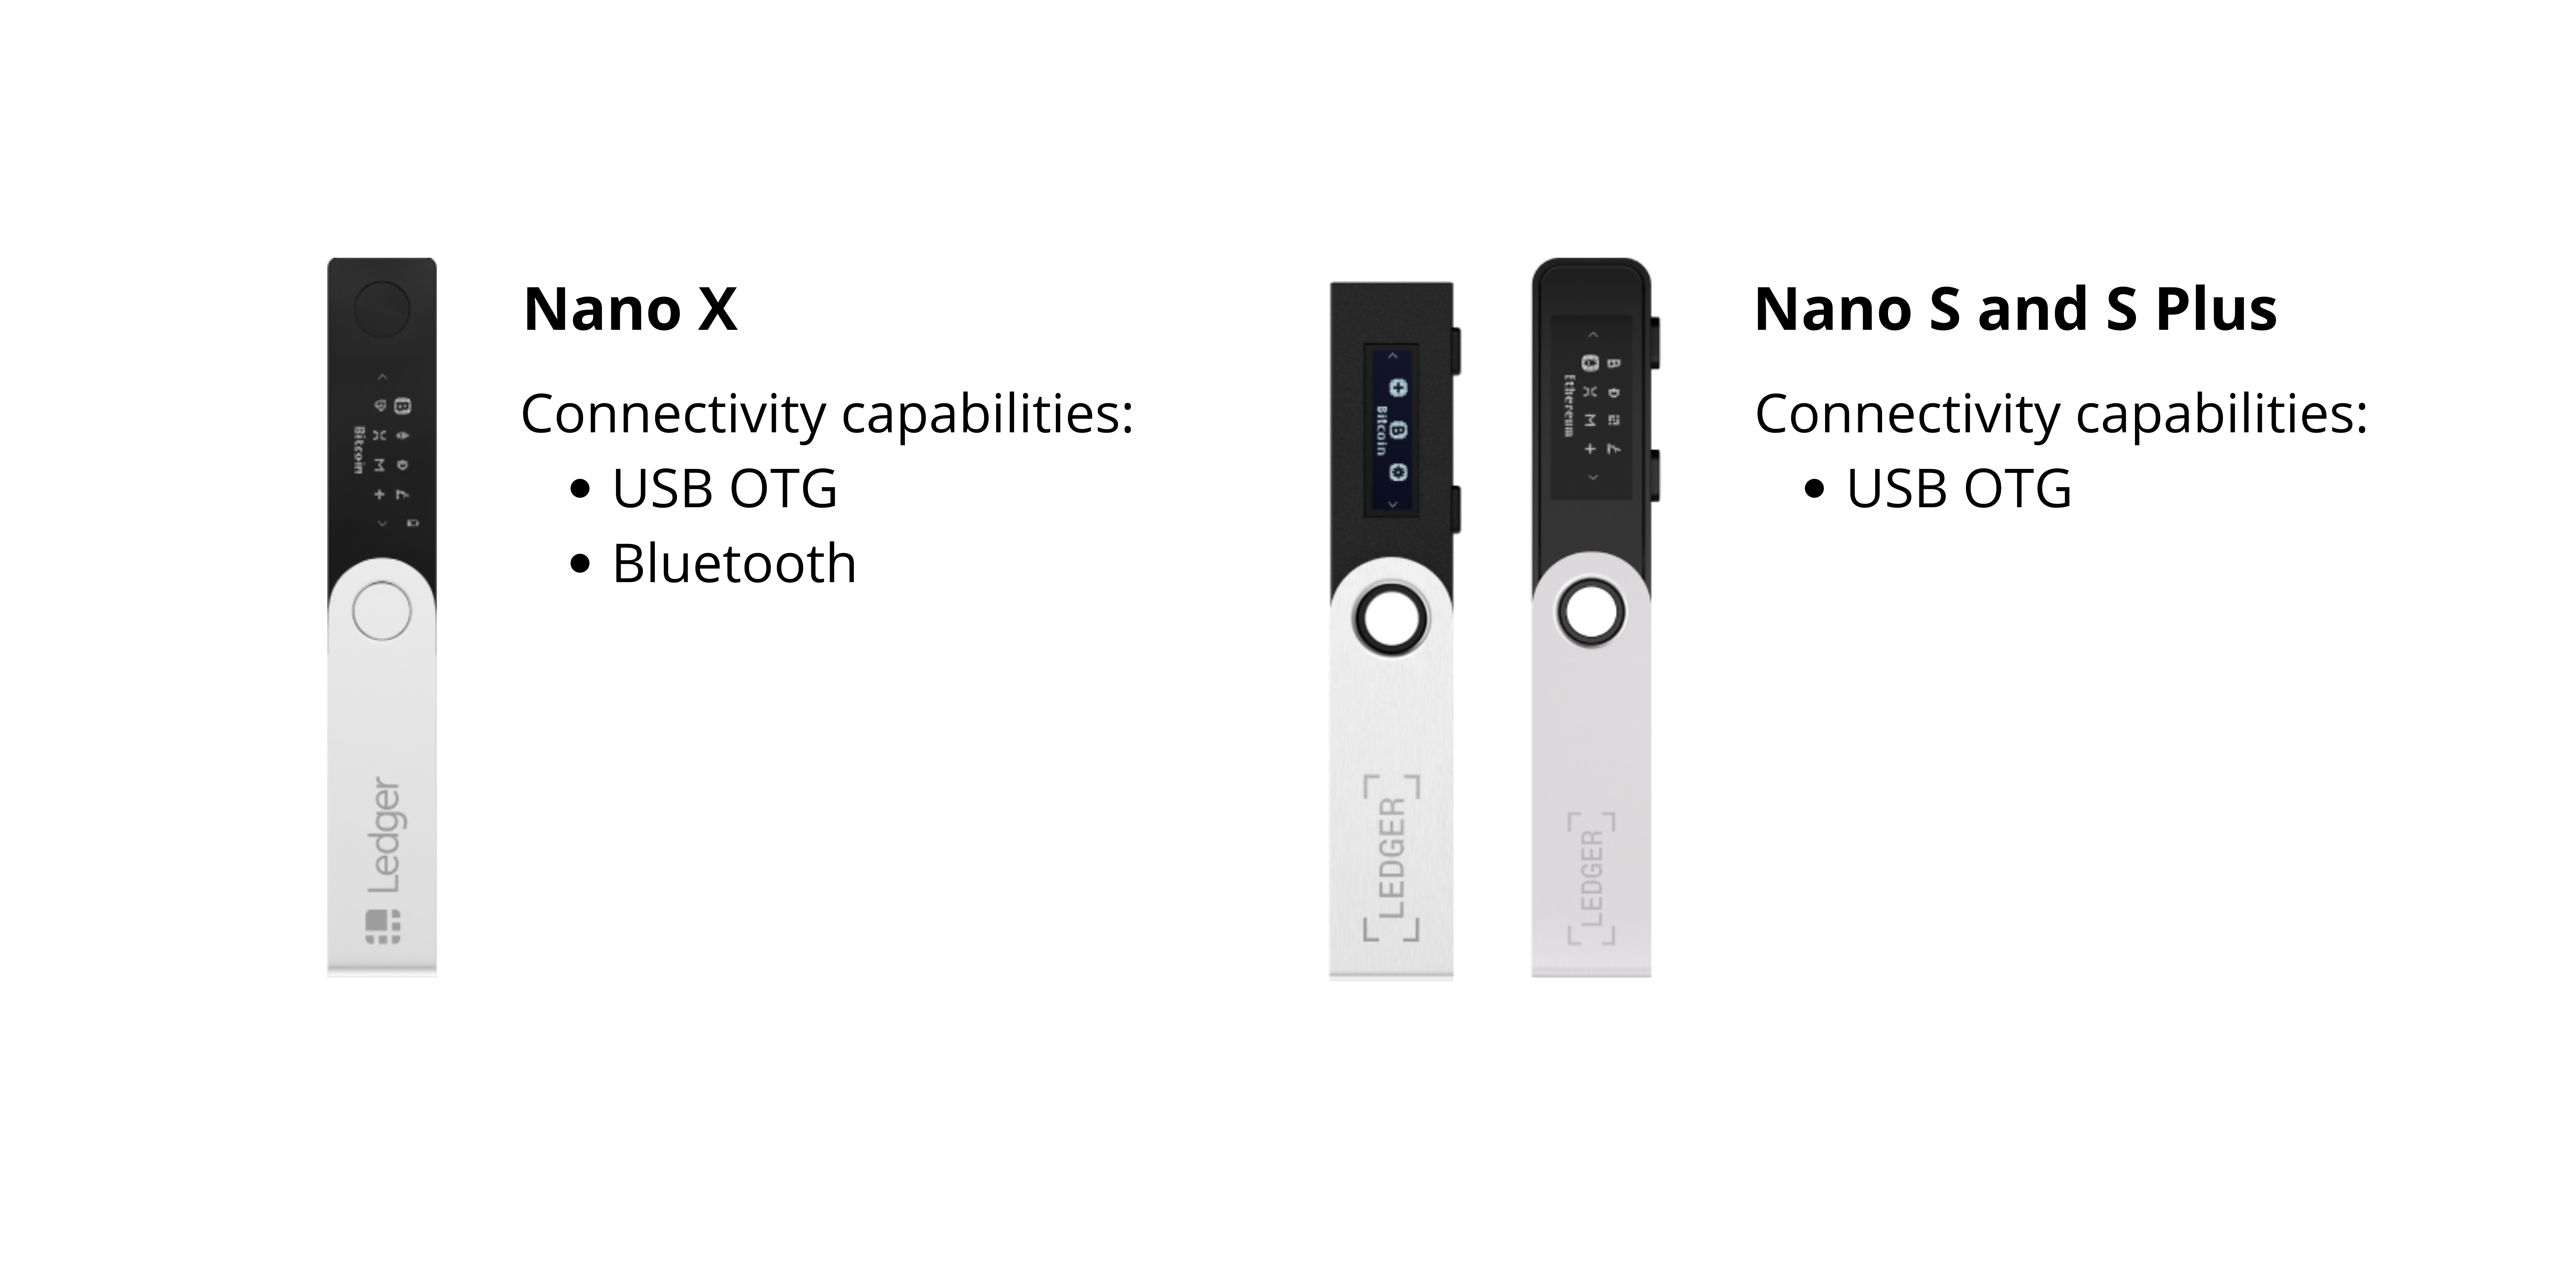 Nano X
Connectivity capabilities:
• USB OTG
• Bluetooth
Bitcoin
Ledger
Nano S and S Plus
Connectivity capabilities:
• USB OTG
Bitcoin
LEDGER
Ethereum
LEDGER